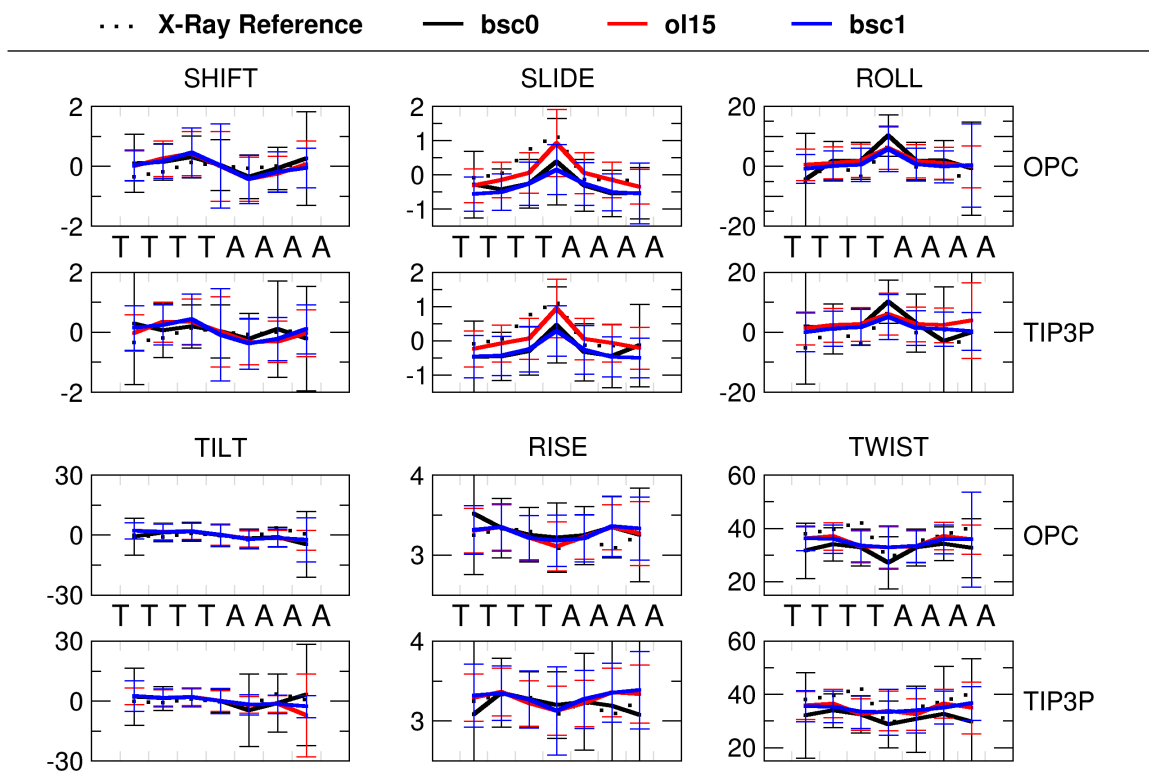 X-Ray Reference bsc0 ol15 bsc1
SHIFT SLIDE ROLL
2 2 20
1
0 0 0 OPC
-1
-2 -20
T T T T A A A A T T T T A A A A T T T T A A A A
2 2 20
1
0 0 0 TIP3P
-1
-2 -20
TILT RISE TWIST
30 4 60
0 40 OPC
3
-30 20
T T T T A A A A T T T T A A A A T T T T A A A A
30 4 60
0 40 TIP3P
3
-30 20